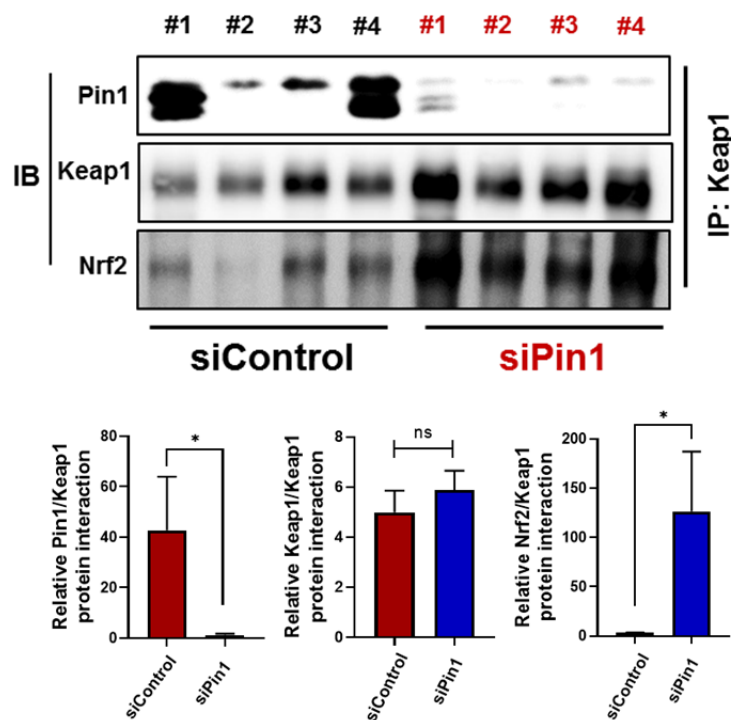 #1 #2 #3 #4 #1 #2 #3 #4
IB
Pin1
Keap1
Nrf2
IP: Keap1
siControl siPin1
Relative Pin1/Keap1
protein interaction
80
60
40
20
0
*
siControl
siPin1
Relative Keap1/Keap1
protein interaction
8
6
4
2
0
ns
siControl
siPin1
Relative Nrf2/Keap1
protein interaction
200
150
100
50
0
*
siControl
siPin1